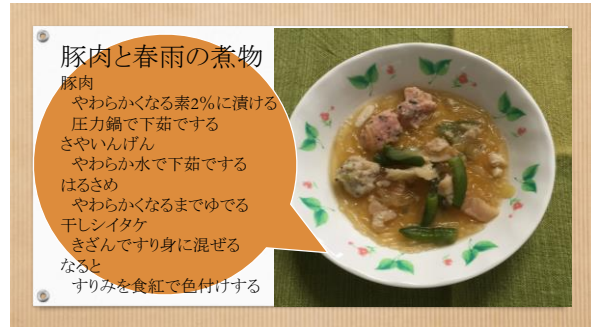 豚肉と春雨の煮物
豚肉
やわらかくなる素2%に漬ける
圧力鍋で下茹でする
さやいんげん
やわらか水で下茹でする
はるさめ
やわらかくなるまでゆでる
干しシイタケ
きざんですり身に混ぜる
なると
すりみを食紅で色付けする